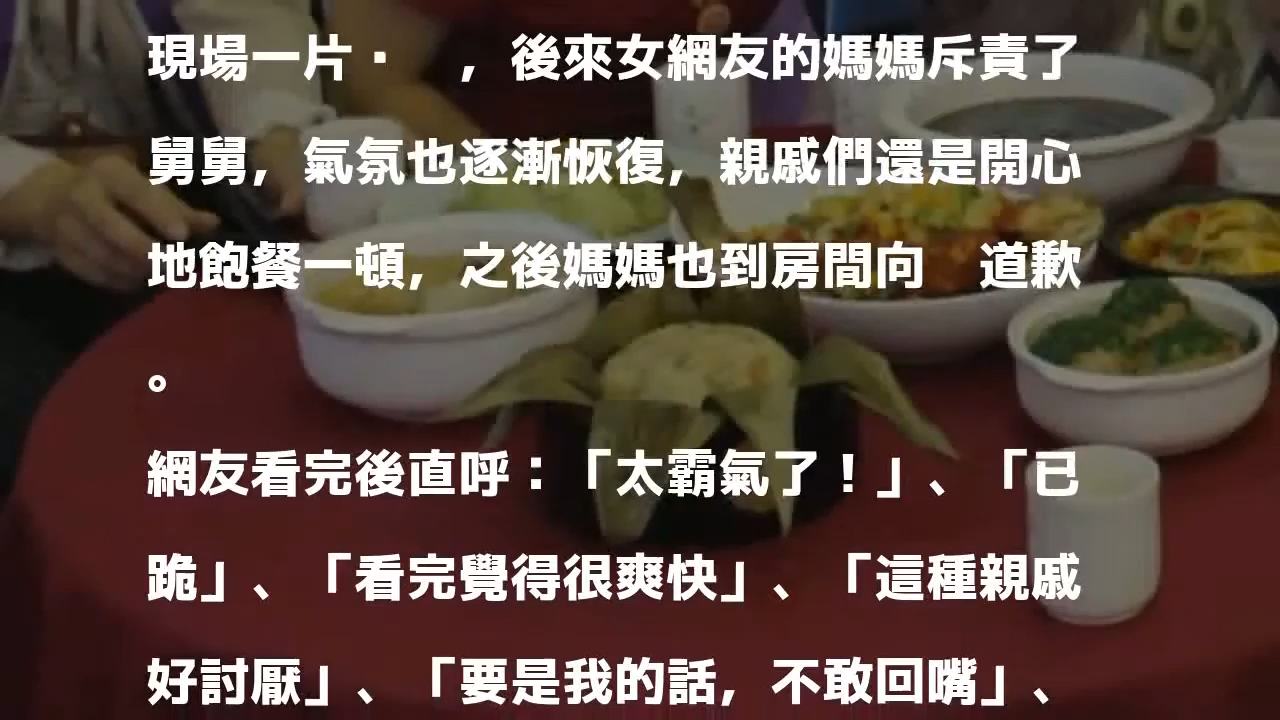 現場一片· ，後來女網友的媽媽斥責了
舅舅，氣氛也逐漸恢復，親戚們還是開心
地飽餐一頓，之後媽媽也到房間向 道歉
。
網友看完後直呼：「太霸氣了！」、「已
跪」、「看完覺得很爽快」、「這種親戚
好討厭」、「要是我的話，不敢回嘴」、